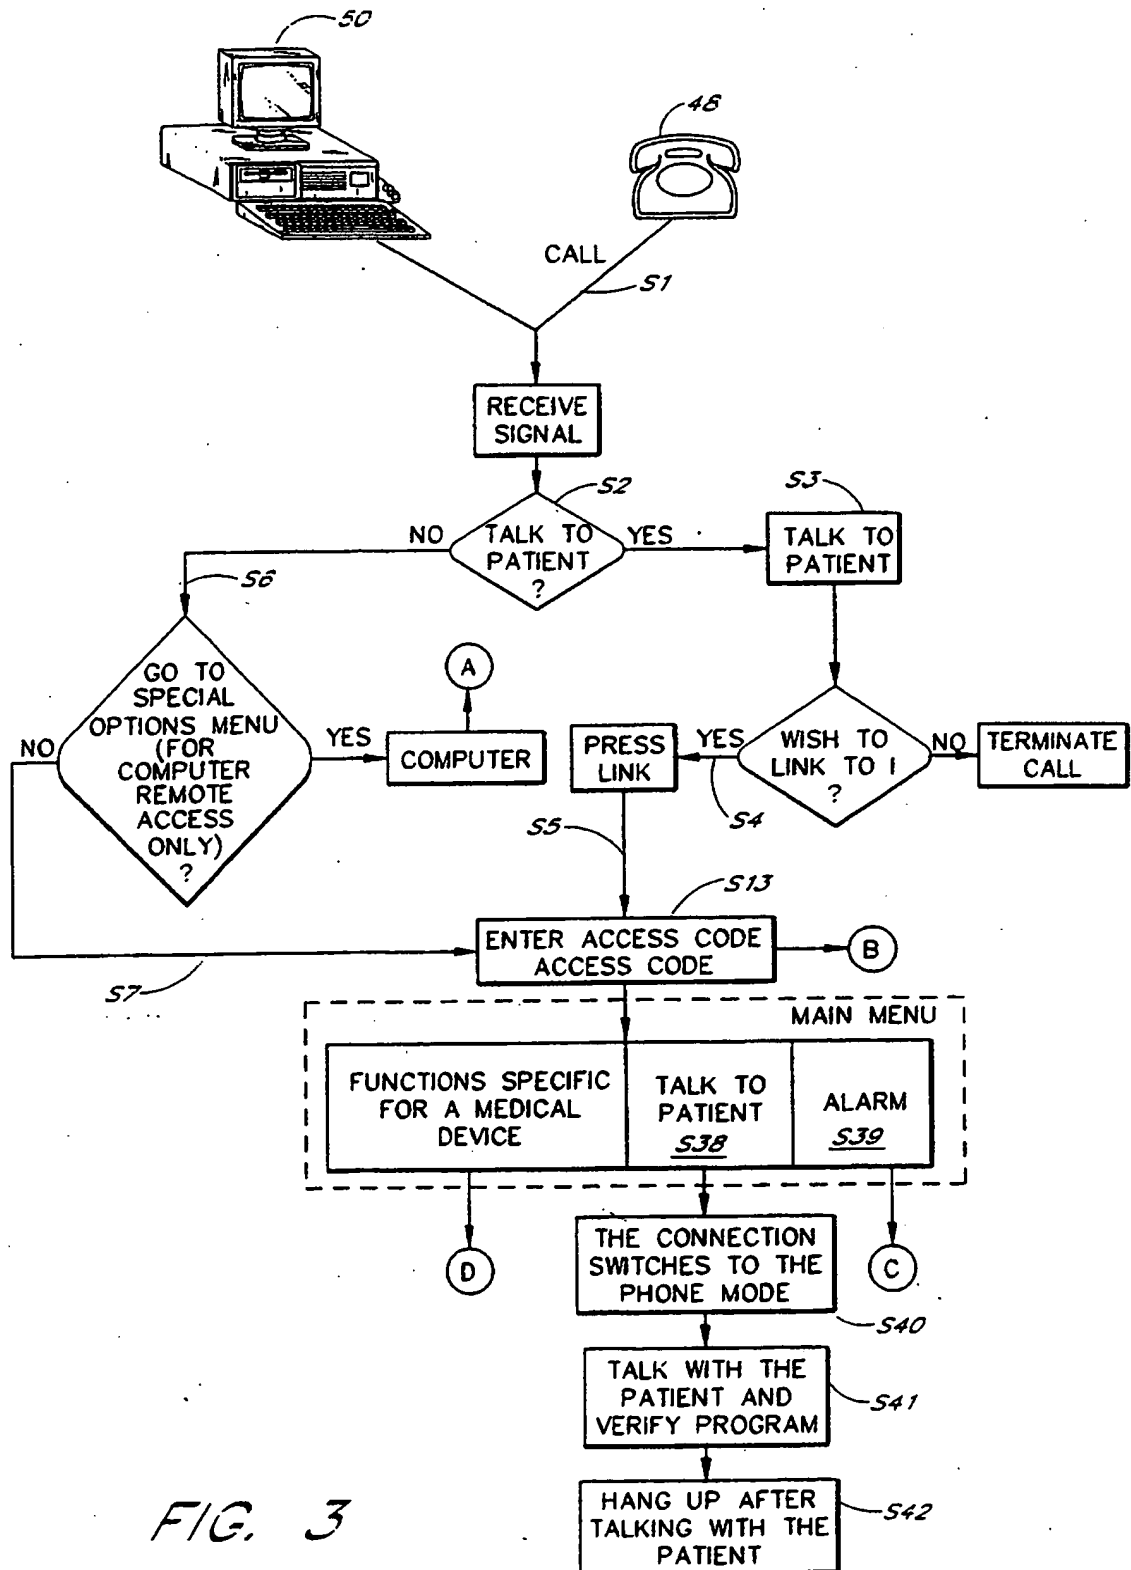 50
48
CALL
S1
RECEIVE
SIGNAL
S2
S3
NO
TALK TO
PATIENT
?
YES
TALK TO
PATIENT
S6
A
GO TO
SPECIAL
OPTIONS MENU
(FOR
COMPUTER
REMOTE
ACCESS
ONLY)
?
NO
YES
COMPUTER
PRESS
LINK
YES
WISH TO
LINK TO I
?
NO
TERMINATE
CALL
S4
S5
S13
ENTER ACCESS CODE
ACCESS CODE
B
S7
MAIN MENU
FUNCTIONS SPECIFIC
FOR A MEDICAL
DEVICE
TALK TO
PATIENT
S38
ALARM
S39
D
THE CONNECTION
SWITCHES TO THE
PHONE MODE
C
S40
TALK WITH THE
PATIENT AND
VERIFY PROGRAM
S41
HANG UP AFTER
TALKING WITH THE
PATIENT
S42
FIG. 3